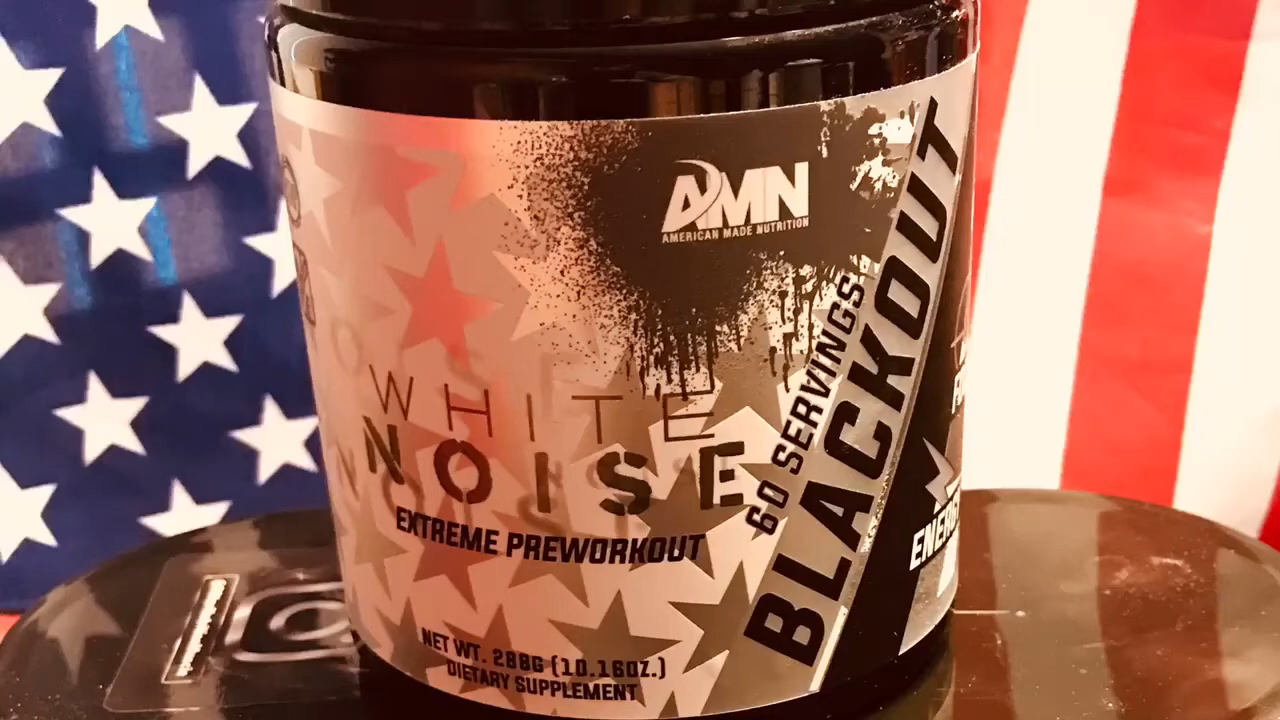 AMN
AMERICAN MADE NUTRITION
WHITE
NOISE
EXTREME PREWORKOUT
60 SERVINGS
BLACKOUT
NET WT. 288G (10.16OZ.)
DIETARY SUPPLEMENT